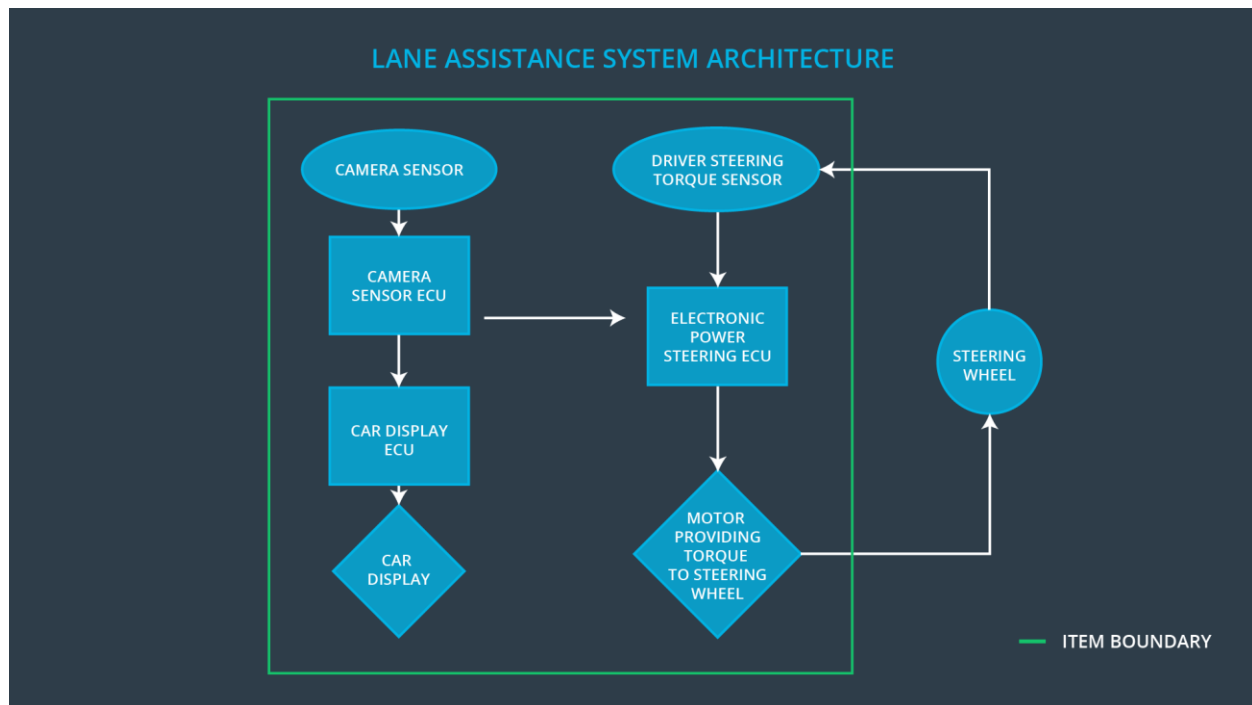 LANE ASSISTANCE SYSTEM ARCHITECTURE
CAMERA SENSOR
CAMERA
SENSOR ECU
CAR DISPLAY
ECU
CAR
DISPLAY
DRIVER STEERING
TORQUE SENSOR
ELECTRONIC
POWER
STEERING ECU
MOTOR
PROVIDING
TORQUE
TO STEERING
WHEEL
STEERING
WHEEL
ITEM BOUNDARY